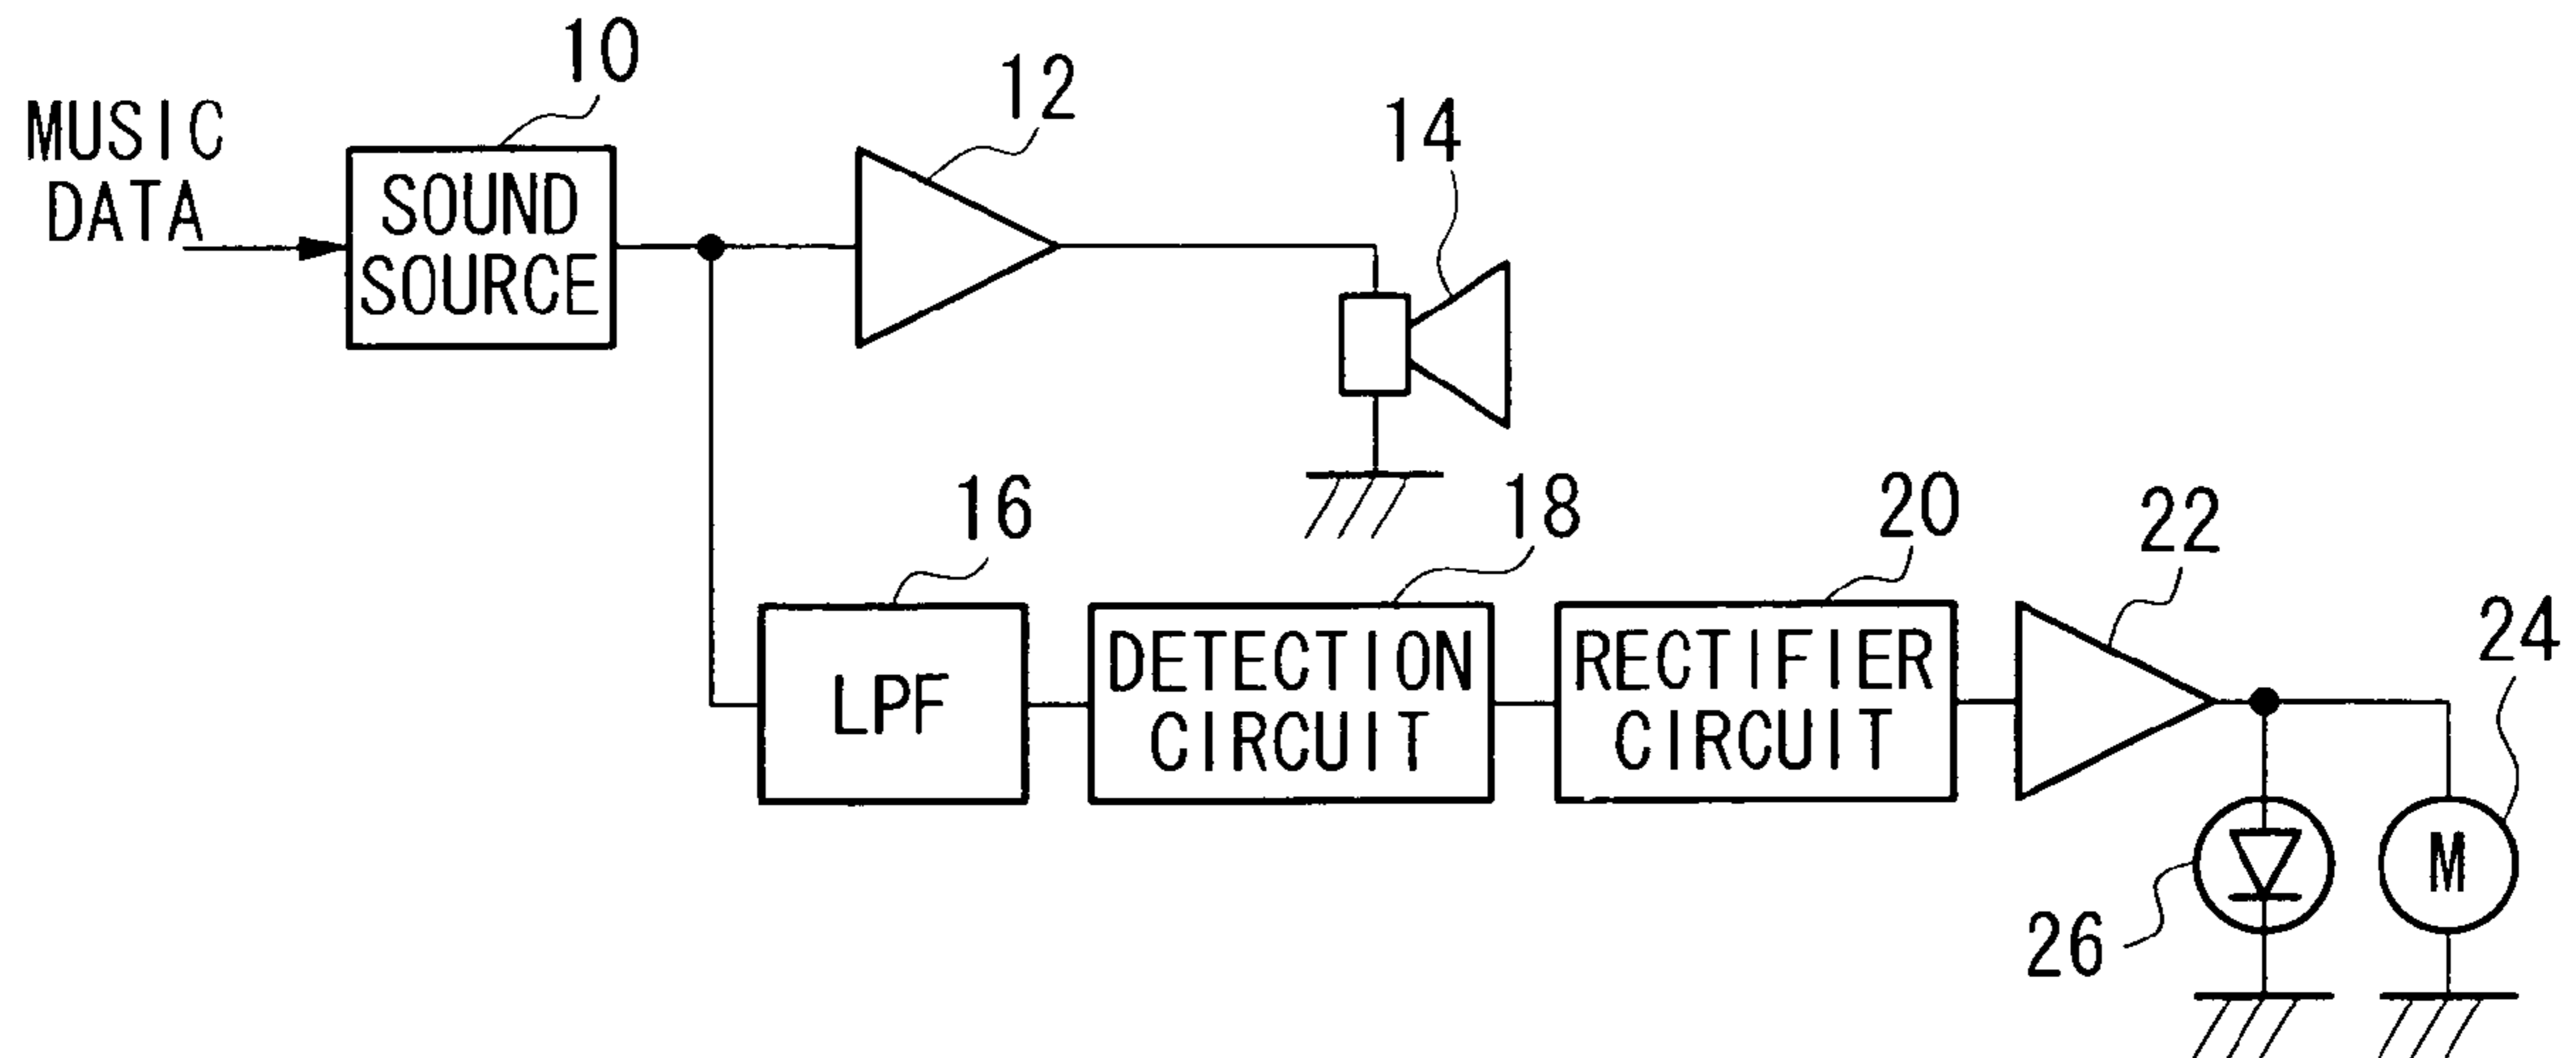 10
12
14
MUSIC
DATA
SOUND
SOURCE
16
18
20
22
24
LPF
DETECTION
CIRCUIT
RECTIFIER
CIRCUIT
M
26